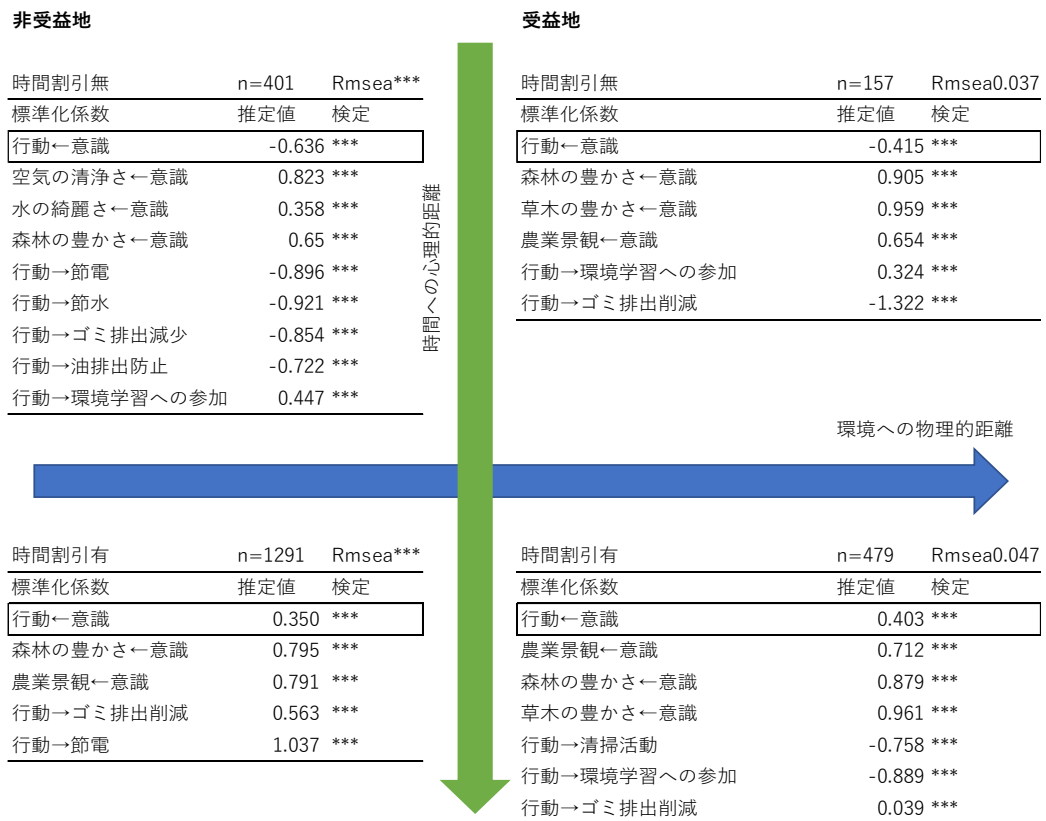 非受益地
時間割引無 n=401 Rmsea***
標準化係数 推定値 検定
行動←意識 -0.636 ***
空気の清浄さ←意識 0.823 ***
水の綺麗さ←意識 0.358 ***
森林の豊かさ←意識 0.65 ***
行動→節電 -0.896 ***
行動→節水 -0.921 ***
行動→ゴミ排出減少 -0.854 ***
行動→油排出防止 -0.722 ***
行動→環境学習への参加 0.447 ***
時間への心理的距離
受益地
時間割引無 n=157 Rmsea0.037
標準化係数 推定値 検定
行動←意識 -0.415 ***
森林の豊かさ←意識 0.905 ***
草木の豊かさ←意識 0.959 ***
農業景観←意識 0.654 ***
行動→環境学習への参加 0.324 ***
行動→ゴミ排出削減 -1.322 ***
環境への物理的距離
時間割引有 n=1291 Rmsea***
標準化係数 推定値 検定
行動←意識 0.350 ***
森林の豊かさ←意識 0.795 ***
農業景観←意識 0.791 ***
行動→ゴミ排出削減 0.563 ***
行動→節電 1.037 ***
時間割引有 n=479 Rmsea0.047
標準化係数 推定値 検定
行動←意識 0.403 ***
農業景観←意識 0.712 ***
森林の豊かさ←意識 0.879 ***
草木の豊かさ←意識 0.961 ***
行動→清掃活動 -0.758 ***
行動→環境学習への参加 -0.889 ***
行動→ゴミ排出削減 0.039 ***